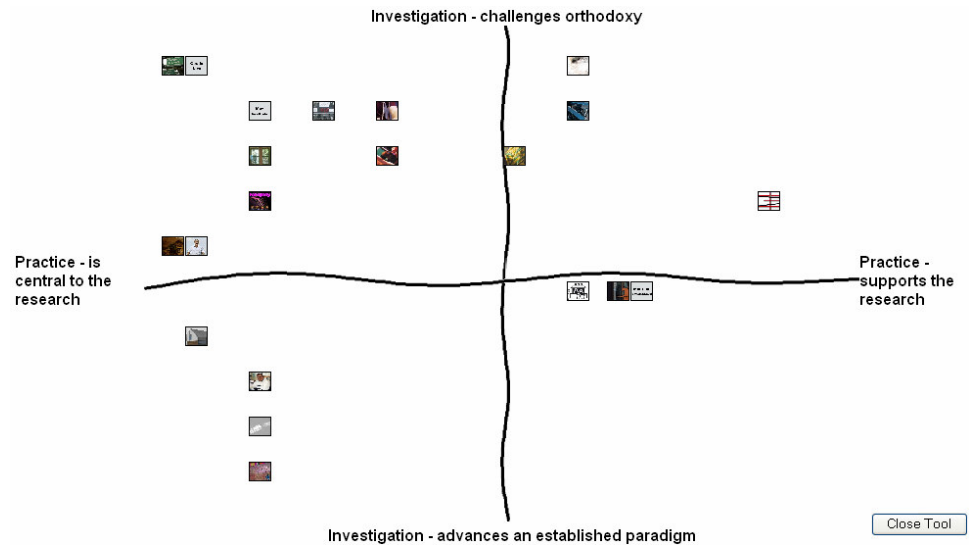 Investigation - challenges orthodoxy
Practice - is
central to the
research
Practice -
supports the
research
Investigation - advances an established paradigm
Close Tool